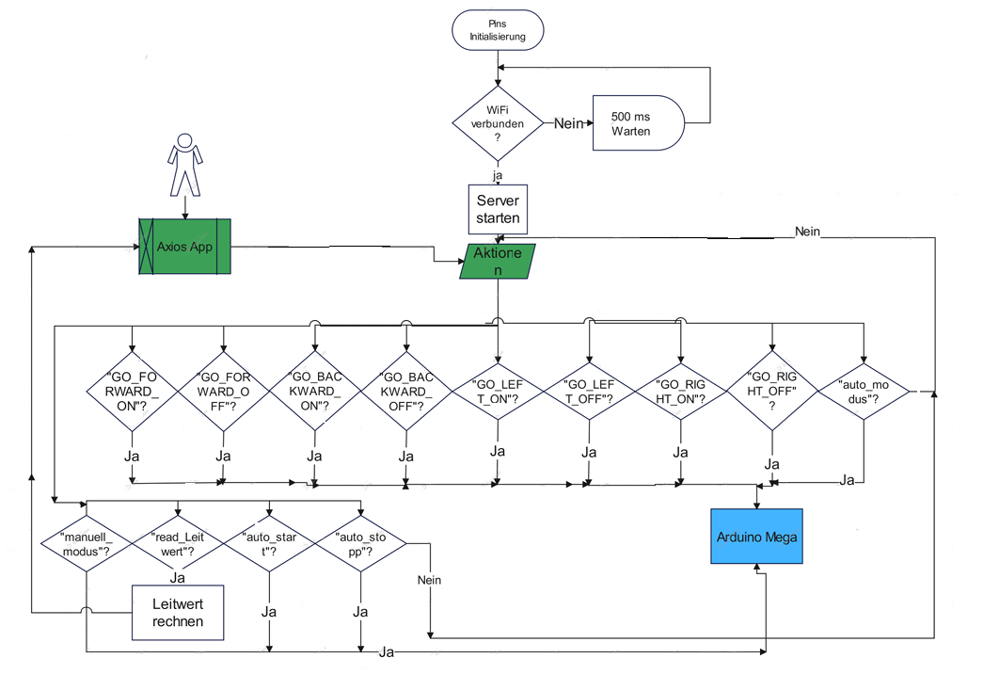 Pins
Initialisierung
WiFi
verbunden
?
Nein
500 ms
Warten
ja
Server
starten
Nein
Axios App
Aktione
n
"GO_FO
RWARD_
ON"?
"GO_FOR
WARD_O
FF"?
"GO_BAC
KWARD_
ON"?
"GO_BAC
KWARD_
OFF"?
"GO_LEF
T_ON"?
"GO_LEF
T_OFF"?
"GO_RIG
HT_ON"?
"GO_RIG
HT_OFF"
?
"auto_mo
dus"?
Ja
Ja
Ja
Ja
Ja
Ja
Ja
Ja
Ja
"manuell_
modus"?
"read_Leit
wert"?
"auto_star
t"?
"auto_sto
pp"?
Arduino Mega
Ja
Nein
Leitwert
rechnen
Ja
Ja
Ja